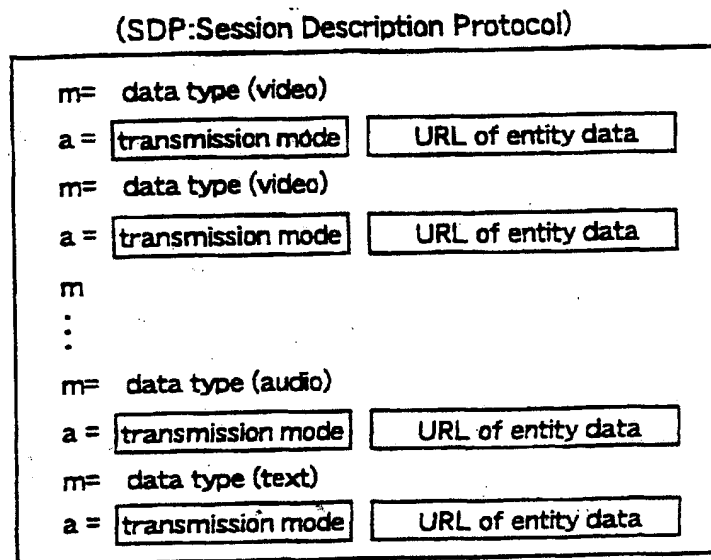 (SDP:Session Description Protocol)
m= data type (video)
a = transmission mode URL of entity data
m= data type (video)
a = transmission mode URL of entity data
m
⋮
m= data type (audio)
a = transmission mode URL of entity data
m= data type (text)
a = transmission mode URL of entity data